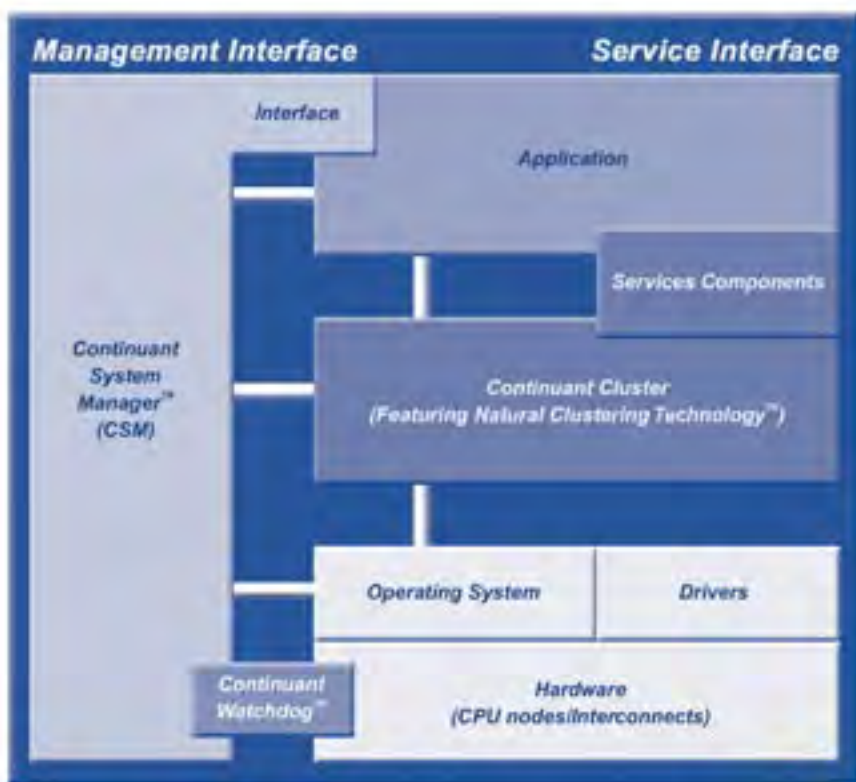 Management Interface
Service Interface
Interface
Application
Services Components
Continuant
System
Manager™
(CSM)
Continuant Cluster
(Featuring Natural Clustering Technology™)
Operating System
Drivers
Continuant
Watchdog™
Hardware
(CPU nodes/Interconnects)